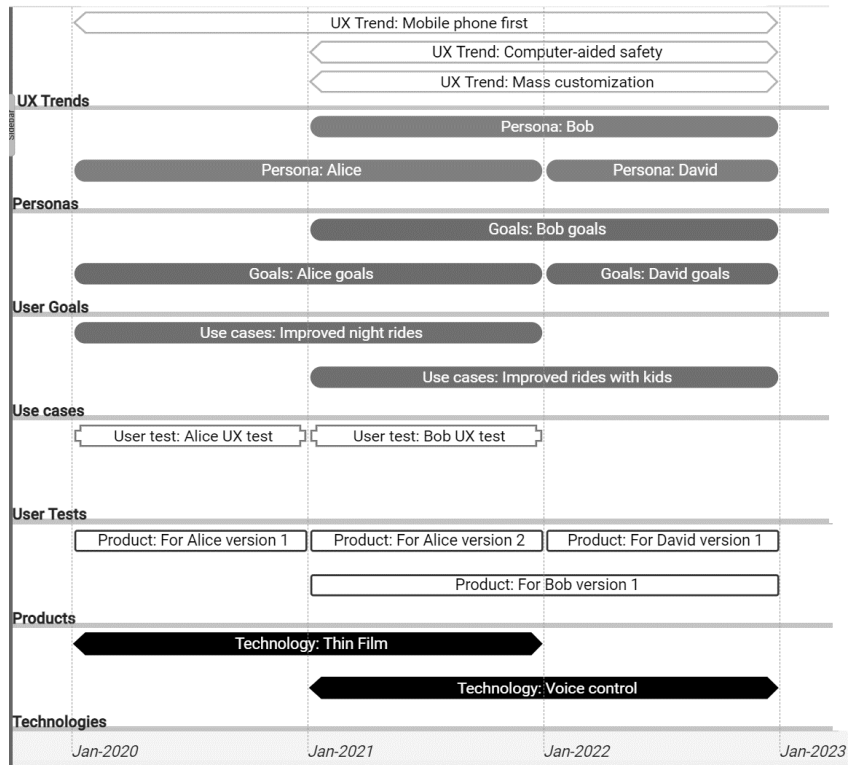 UX Trend: Mobile phone first
UX Trend: Computer-aided safety
UX Trend: Mass customization
UX Trends
Sidebar
Persona: Bob
Persona: Alice
Persona: David
Personas
Goals: Bob goals
Goals: Alice goals
Goals: David goals
User Goals
Use cases: Improved night rides
Use cases: Improved rides with kids
Use cases
User test: Alice UX test
User test: Bob UX test
User Tests
Product: For Alice version 1
Product: For Alice version 2
Product: For David version 1
Product: For Bob version 1
Products
Technology: Thin Film
Technology: Voice control
Technologies
Jan-2020
Jan-2021
Jan-2022
Jan-2023